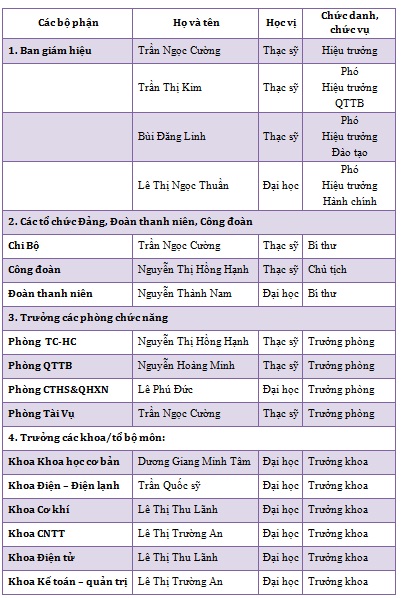 Các bộ phận Họ và tên Học vị Chức danh, chức vụ
1. Ban giám hiệu Trần Ngọc Cường Thạc sỹ Hiệu trưởng
Trần Thị Kim Thạc sỹ Phó Hiệu trưởng QTTB
Bùi Đăng Linh Thạc sỹ Phó Hiệu trưởng Đào tạo
Lê Thị Ngọc Thuần Đại học Phó Hiệu trưởng Hành chính
2. Các tổ chức Đảng, Đoàn thanh niên, Công đoàn
Chi Bộ Trần Ngọc Cường Thạc sỹ Bí thư
Công đoàn Nguyễn Thị Hồng Hạnh Thạc sỹ Chủ tịch
Đoàn thanh niên Nguyễn Thành Nam Đại học Bí thư
3. Trưởng các phòng chức năng
Phòng TC-HC Nguyễn Thị Hồng Hạnh Thạc sỹ Trưởng phòng
Phòng QTTB Nguyễn Hoàng Minh Thạc sỹ Trưởng phòng
Phòng CTHS&QHXN Lê Phú Đức Đại học Trưởng phòng
Phòng Tài Vụ Trần Ngọc Cường Thạc sỹ Trưởng phòng
4. Trưởng các khoa/tổ bộ môn:
Khoa Khoa học cơ bản Dương Giang Minh Tâm Đại học Trưởng khoa
Khoa Điện – Điện lạnh Trần Quốc sỹ Đại học Trưởng khoa
Khoa Cơ khí Lê Thị Thu Lãnh Đại học Trưởng khoa
Khoa CNTT Lê Thị Trường An Đại học Trưởng khoa
Khoa Điện tử Lê Thị Thu Lãnh Đại học Trưởng khoa
Khoa Kế toán – quản trị Lê Thị Trường An Đại học Trưởng khoa